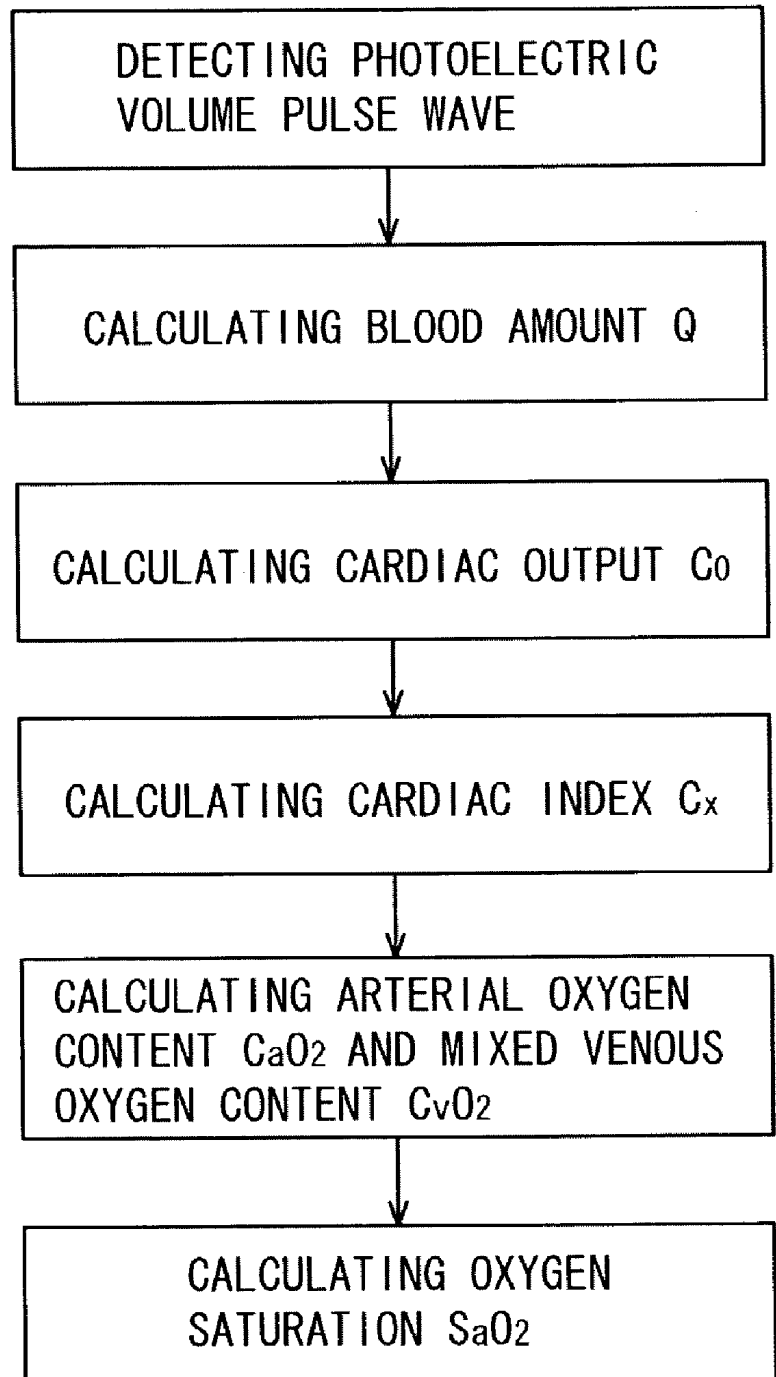 DETECTING PHOTOELECTRIC
VOLUME PULSE WAVE
CALCULATING BLOOD AMOUNT Q
CALCULATING CARDIAC OUTPUT C0
CALCULATING CARDIAC INDEX Cx
CALCULATING ARTERIAL OXYGEN
CONTENT CaO2 AND MIXED VENOUS
OXYGEN CONTENT CvO2
CALCULATING OXYGEN
SATURATION SaO2